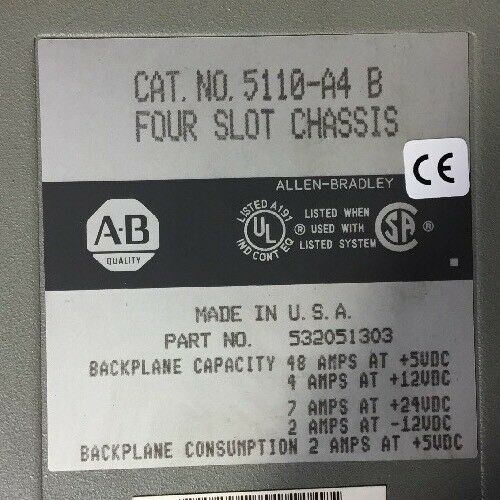 CAT. NO. 5110-A4 B
FOUR SLOT CHASSIS
ALLEN-BRADLEY
CE
A-B
QUALITY
LISTED A191
UL
®
IND CONT EQ
LISTED WHEN
USED WITH
LISTED SYSTEM
SA
®
MADE IN U.S.A.
PART NO. 532051303
BACKPLANE CAPACITY 48 AMPS AT +5VDC
4 AMPS AT +12VDC
7 AMPS AT +24VDC
2 AMPS AT -12VDC
BACKPLANE CONSUMPTION 2 AMPS AT +5VDC